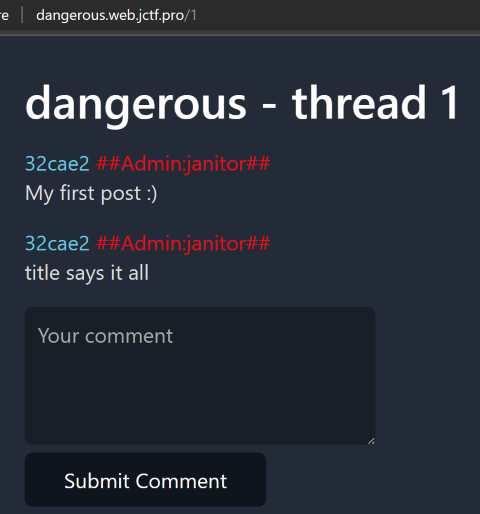 re | dangerous.web.jctf.pro/1
dangerous - thread 1
32cae2 ##Admin:janitor##
My first post :)
32cae2 ##Admin:janitor##
title says it all
Your comment
Submit Comment